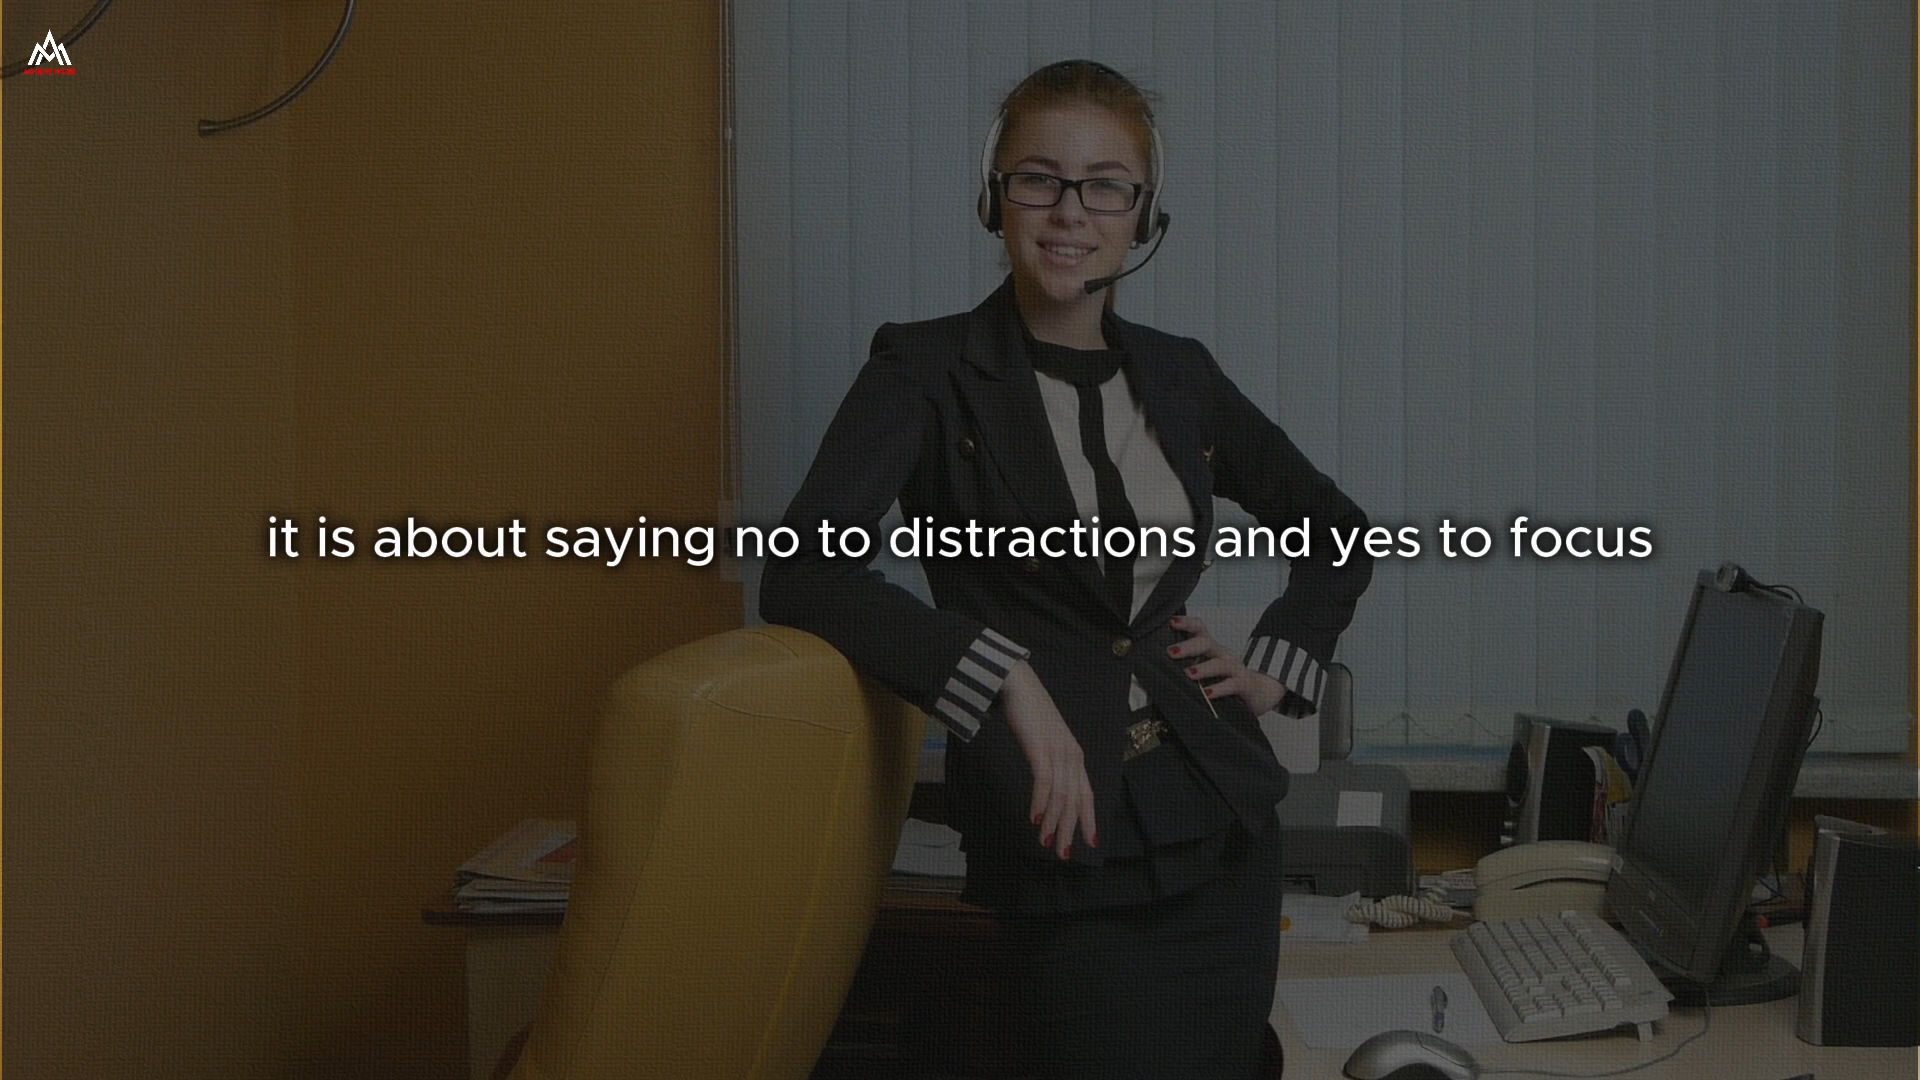 it is about saying no to distractions and yes to focus